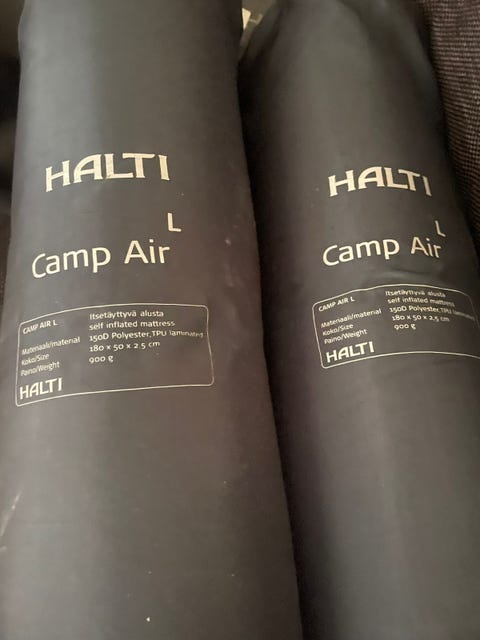 HALTI
L
Camp Air
CAMP AIR L
Itsetäyttyvä alusta
self inflated mattress
Materiaali/material 150D Polyester,TPU laminated
Koko/Size 180 x 50 x 2.5 cm
Paino/Weight 900 g
HALTI
HALTI
L
Camp Air
CAMP AIR L
Itsetäyttyvä alusta
self inflated mattress
Materiaali/material 150D Polyester,TPU laminated
Koko/Size 180 x 50 x 2,5 cm
Paino/Weight 900 g
HALTI